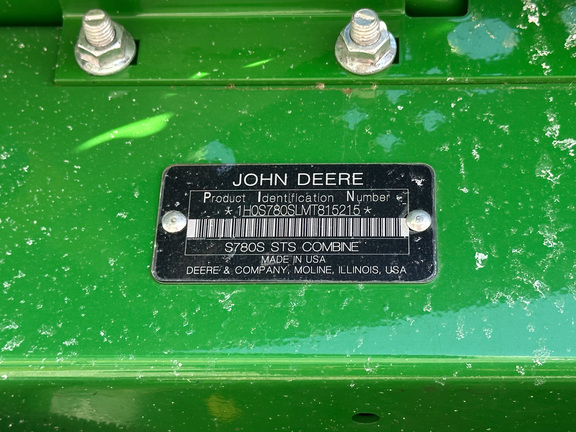 JOHN DEERE
Product Identification Number
*1H0S780SLMT815215*
S780S STS COMBINE
MADE IN USA
DEERE & COMPANY, MOLINE, ILLINOIS, USA